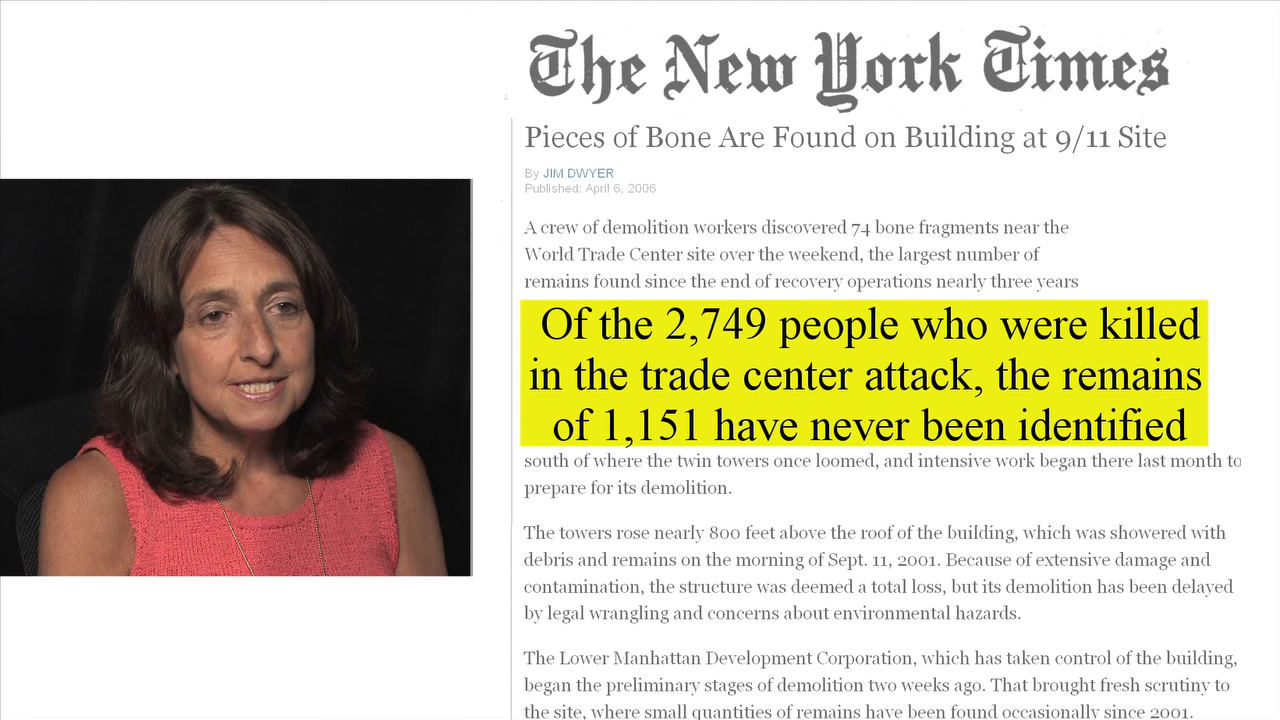 The New York Times
Pieces of Bone Are Found on Building at 9/11 Site
By JIM DWYER
Published: April 6, 2006
A crew of demolition workers discovered 74 bone fragments near the
World Trade Center site over the weekend, the largest number of
remains found since the end of recovery operations nearly three years
Of the 2,749 people who were killed
in the trade center attack, the remains
of 1,151 have never been identified
south of where the twin towers once loomed, and intensive work began there last month to
prepare for its demolition.
The towers rose nearly 800 feet above the roof of the building, which was showered with
debris and remains on the morning of Sept. 11, 2001. Because of extensive damage and
contamination, the structure was deemed a total loss, but its demolition has been delayed
by legal wrangling and concerns about environmental hazards.
The Lower Manhattan Development Corporation, which has taken control of the building,
began the preliminary stages of demolition two weeks ago. That brought fresh scrutiny to
the site, where small quantities of remains have been found occasionally since 2001.